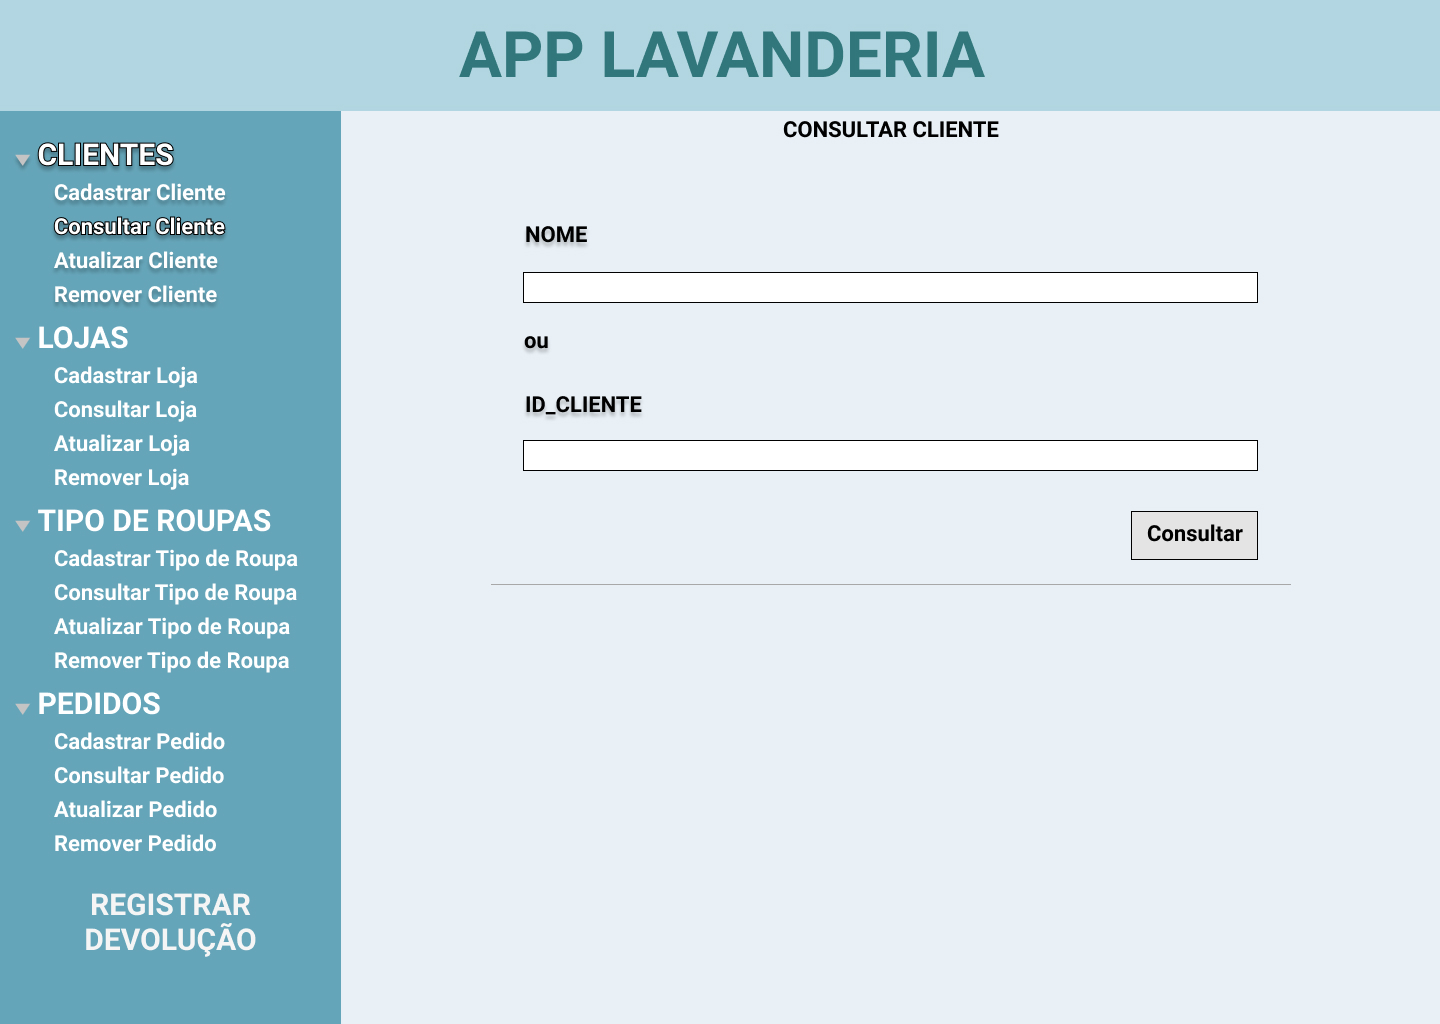 APP LAVANDERIA
CLIENTES
Cadastrar Cliente
Consultar Cliente
Atualizar Cliente
Remover Cliente
LOJAS
Cadastrar Loja
Consultar Loja
Atualizar Loja
Remover Loja
TIPO DE ROUPAS
Cadastrar Tipo de Roupa
Consultar Tipo de Roupa
Atualizar Tipo de Roupa
Remover Tipo de Roupa
PEDIDOS
Cadastrar Pedido
Consultar Pedido
Atualizar Pedido
Remover Pedido
REGISTRAR
DEVOLUÇÃO
CONSULTAR CLIENTE
NOME
ou
ID_CLIENTE
Consultar